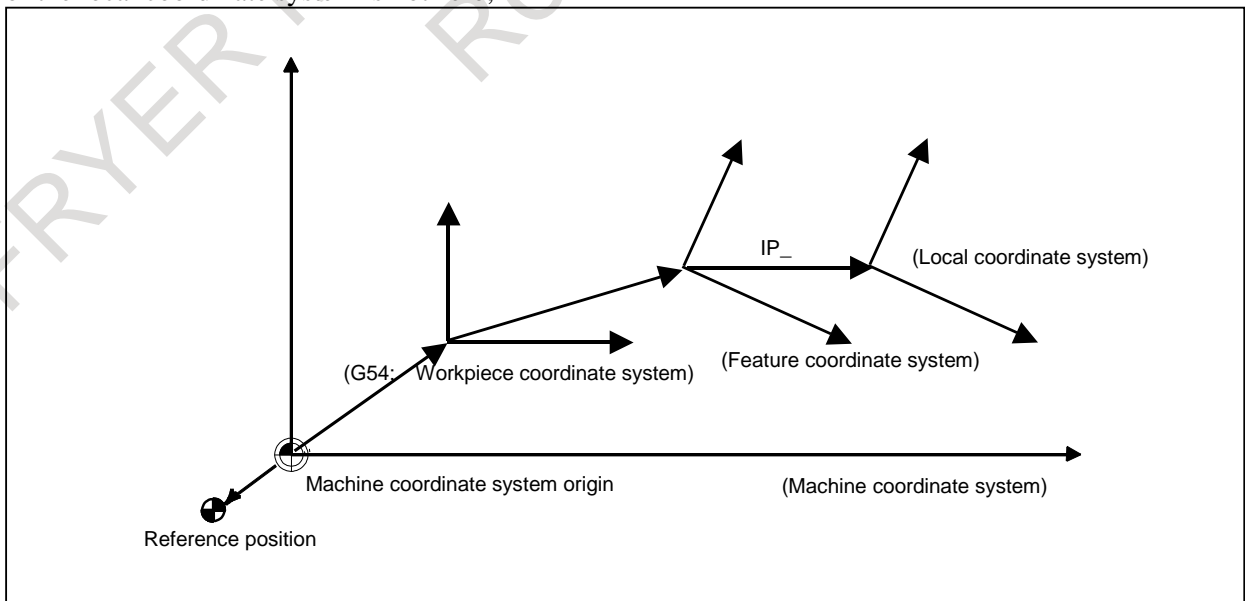 FRYER
IP_
(Local coordinate system)
(Feature coordinate system)
(G54: Workpiece coordinate system)
Machine coordinate system origin
(Machine coordinate system)
Reference position